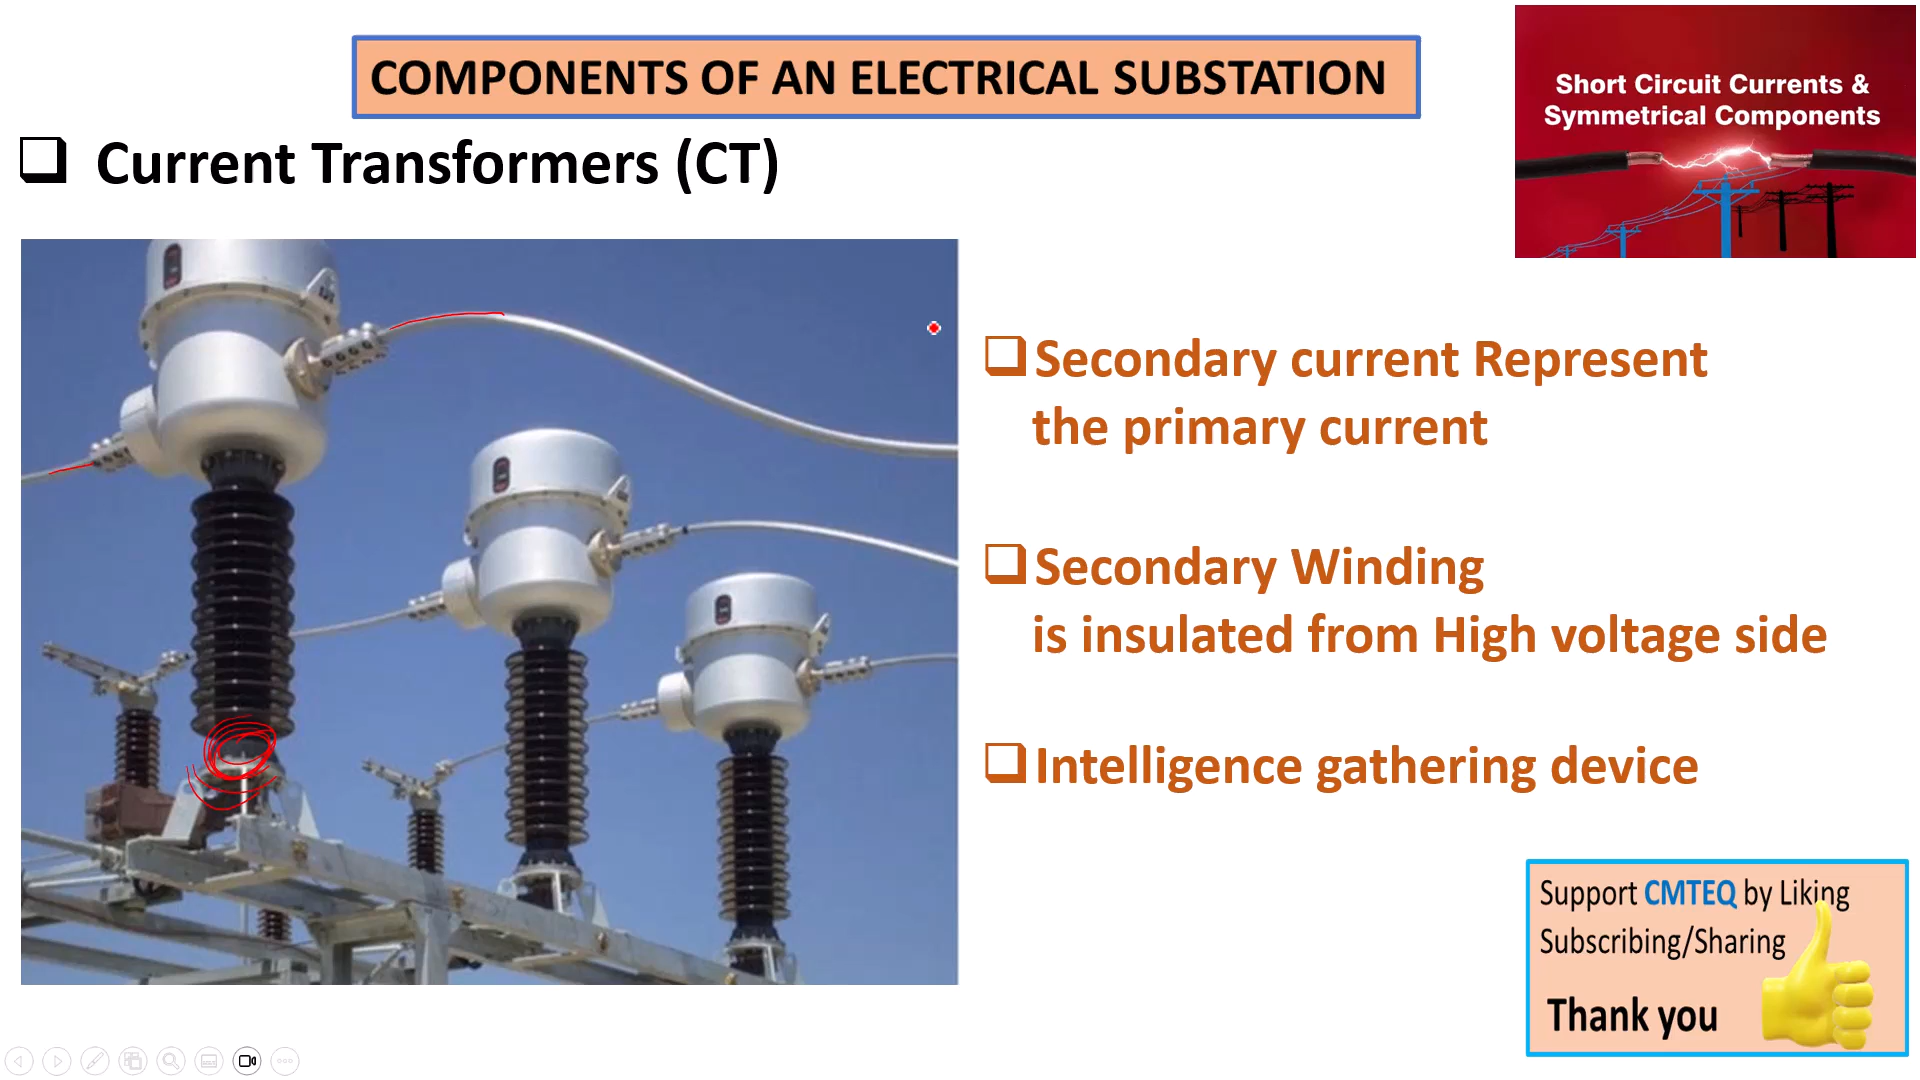 COMPONENTS OF AN ELECTRICAL SUBSTATION
Short Circuit Currents &
Symmetrical Components
Current Transformers (CT)
Secondary current Represent
the primary current
Secondary Winding
is insulated from High voltage side
Intelligence gathering device
Support CMTEQ by Liking
Subscribing/Sharing
Thank you